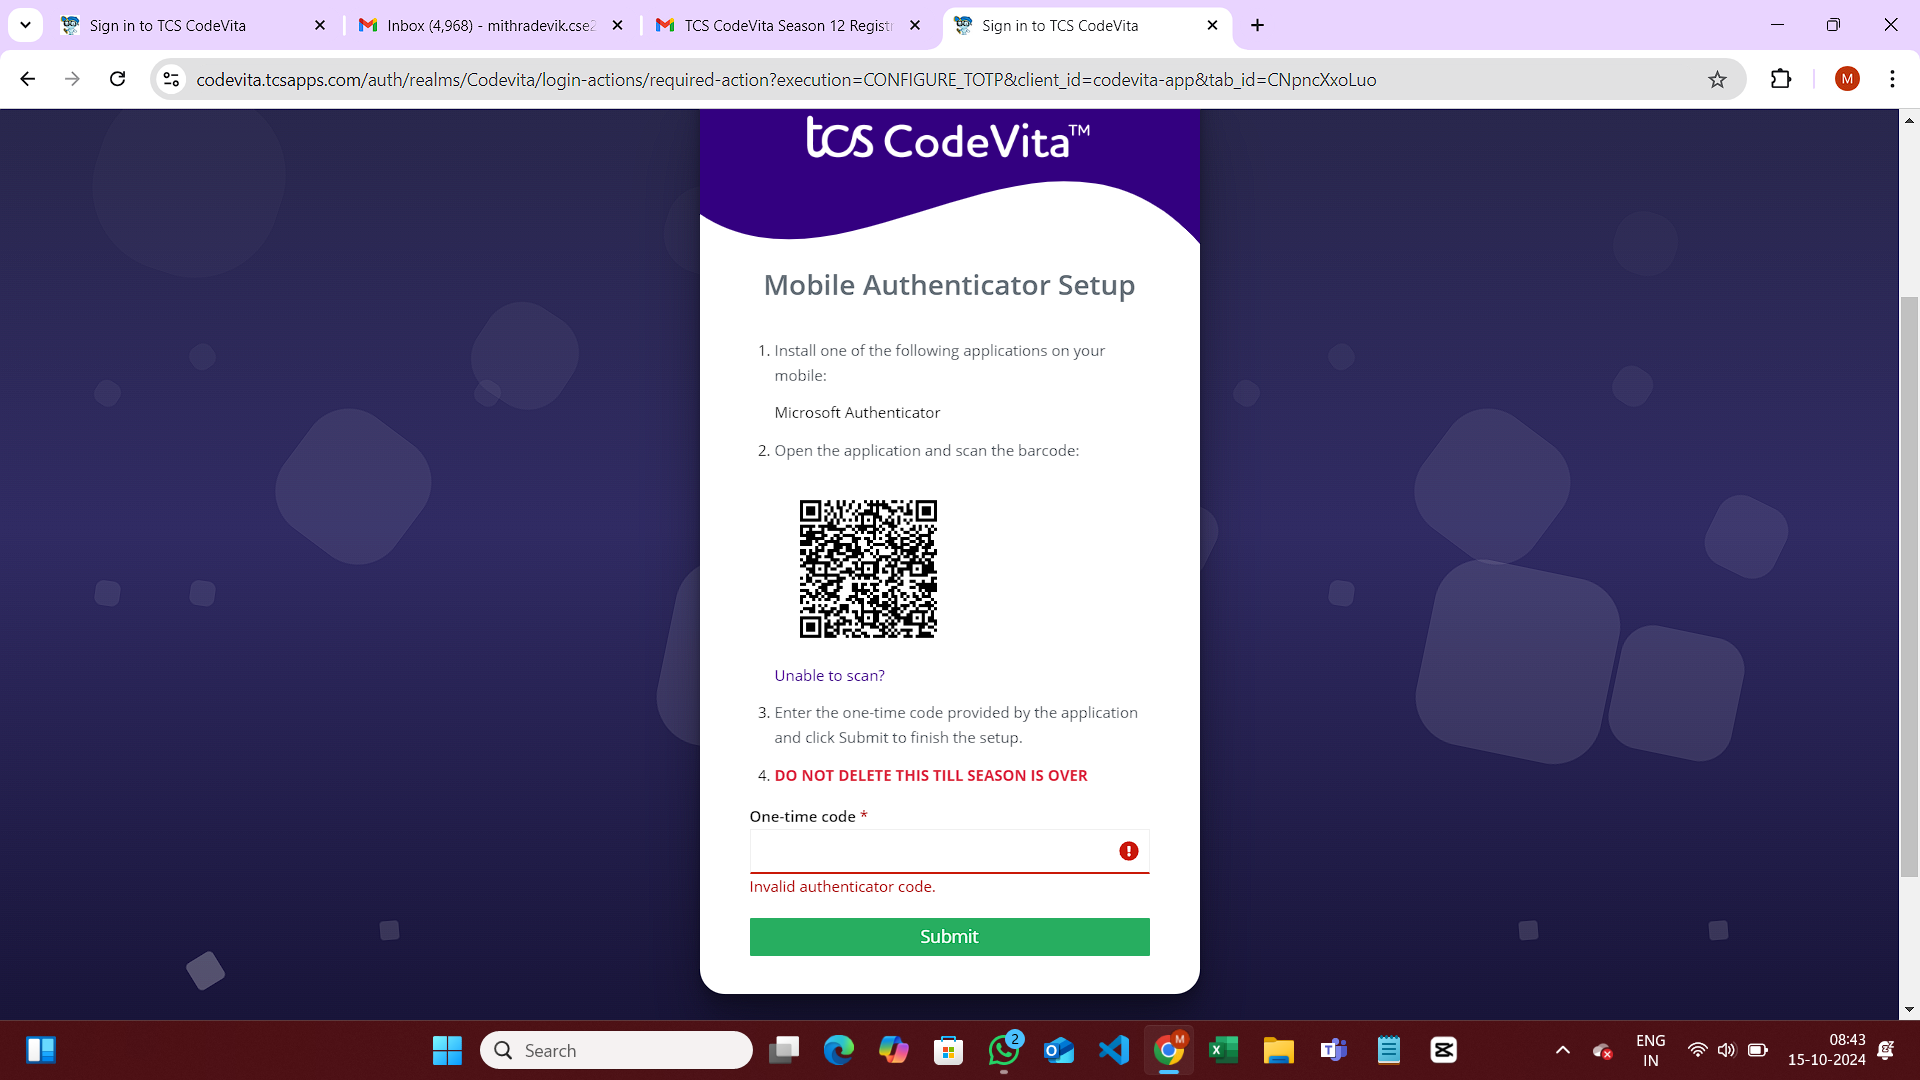 Sign in to TCS CodeVita
Inbox (4,968) - mithradevik.cse2
TCS CodeVita Season 12 Registr
Sign in to TCS CodeVita
codevita.tcsapps.com/auth/realms/Codevita/login-actions/required-action?execution=CONFIGURE_TOTP&client_id=codevita-app&tab_id=CNpncXxoLuo
M
tcs CodeVita™
Mobile Authenticator Setup
1. Install one of the following applications on your
mobile:
Microsoft Authenticator
2. Open the application and scan the barcode:
Unable to scan?
3. Enter the one-time code provided by the application
and click Submit to finish the setup.
4. DO NOT DELETE THIS TILL SEASON IS OVER
One-time code *
Invalid authenticator code.
Submit
Search
2
M
ENG
IN
08:43
15-10-2024